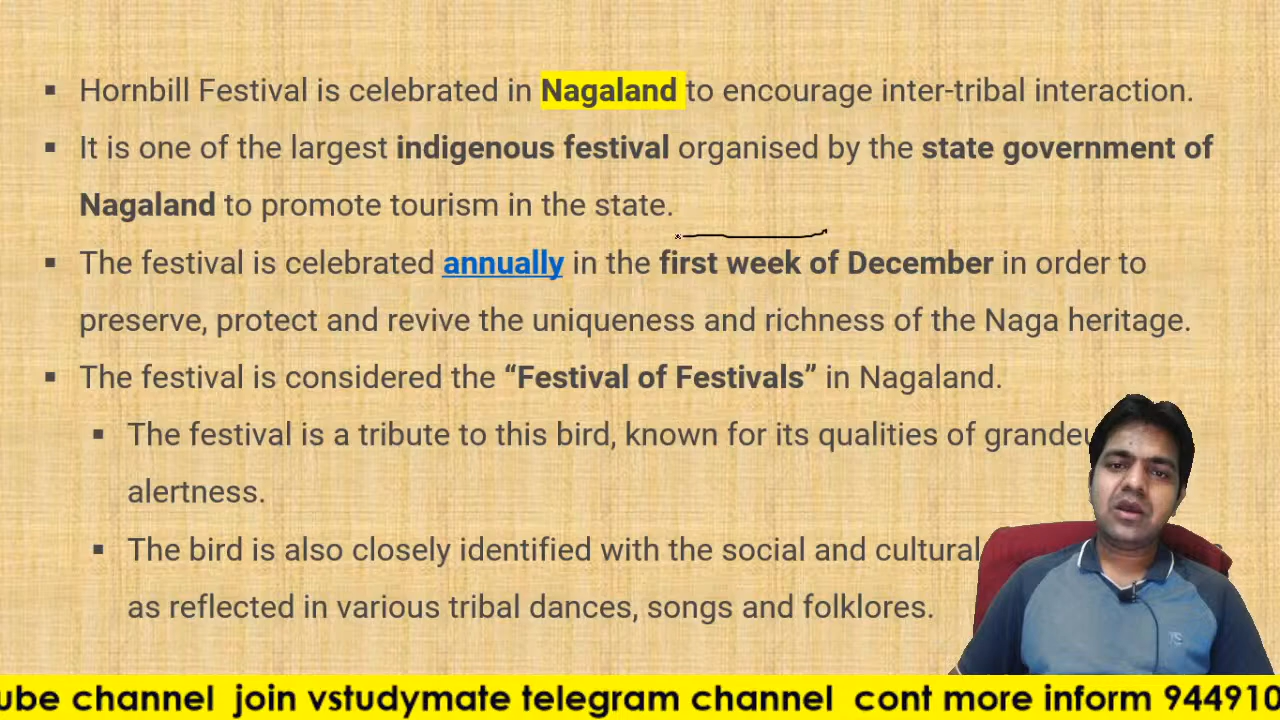 ▪ Hornbill Festival is celebrated in Nagaland to encourage inter-tribal interaction.
▪ It is one of the largest indigenous festival organised by the state government of
Nagaland to promote tourism in the state.
▪ The festival is celebrated annually in the first week of December in order to
preserve, protect and revive the uniqueness and richness of the Naga heritage.
▪ The festival is considered the “Festival of Festivals” in Nagaland.
▪ The festival is a tribute to this bird, known for its qualities of
alertness.
▪ The bird is also closely identified with the social and cultural
as reflected in various tribal dances, songs and folklores.
ube channel join vstudymate telegram channel cont more inform 944910